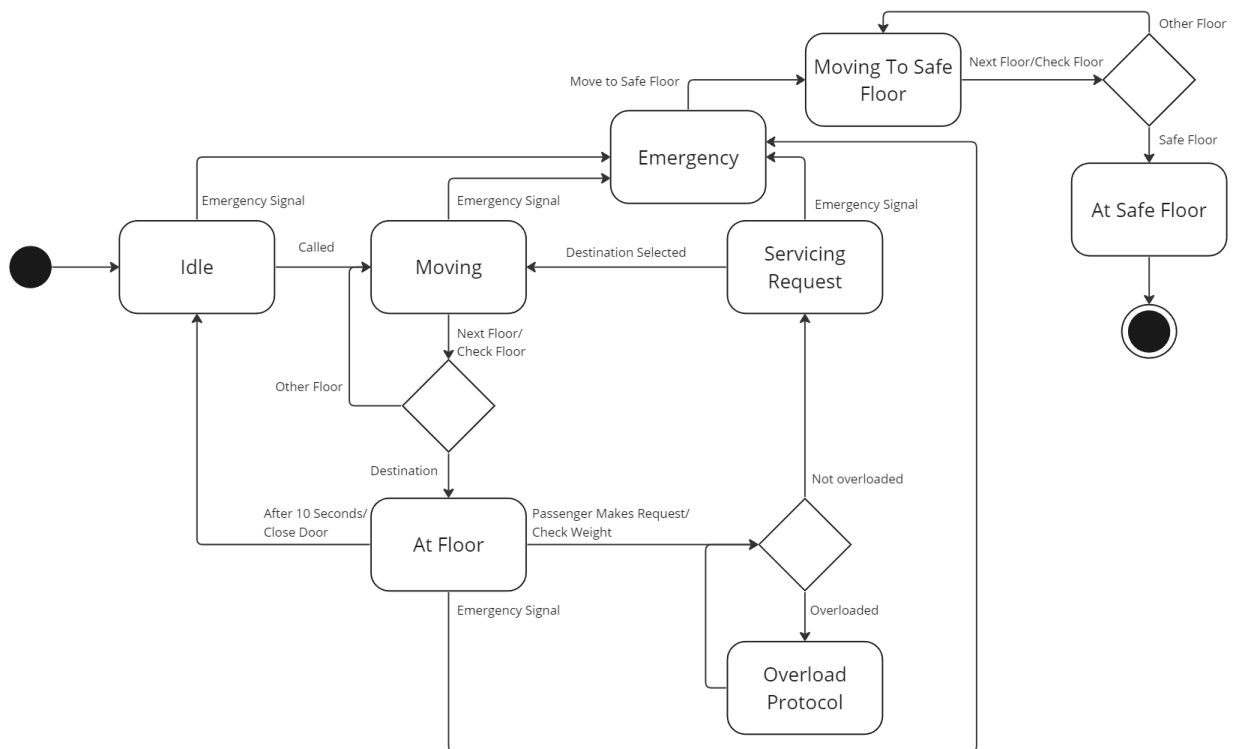 Other Floor
Moving To Safe
Floor
Next Floor/Check Floor
Move to Safe Floor
Safe Floor
Emergency
Emergency Signal
Emergency Signal
Emergency Signal
At Safe Floor
Idle
Called
Moving
Destination Selected
Servicing
Request
Next Floor/
Check Floor
Other Floor
Destination
Not overloaded
After 10 Seconds/
Close Door
At Floor
Passenger Makes Request/
Check Weight
Emergency Signal
Overloaded
Overload
Protocol